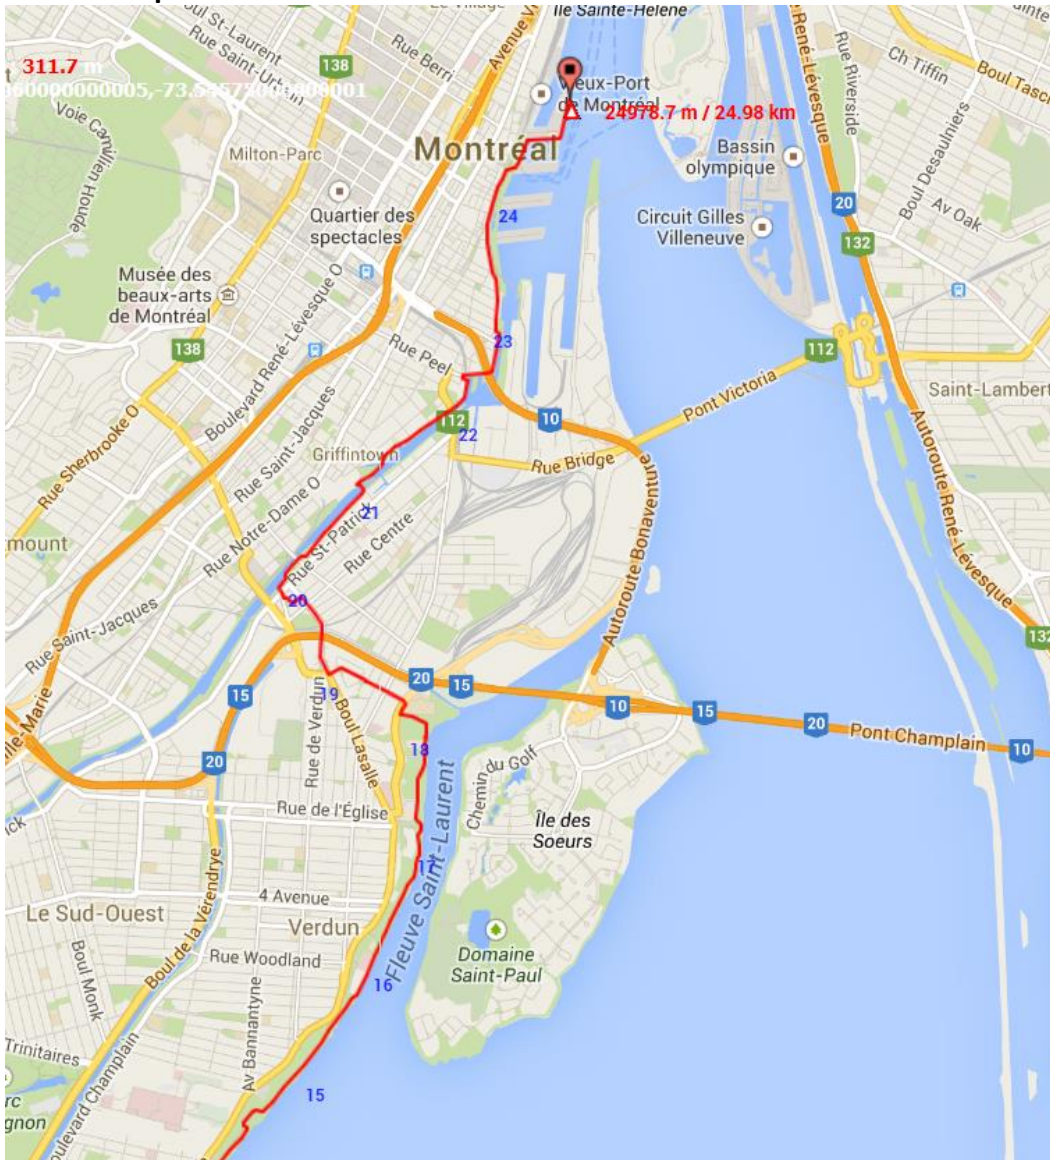 Île Sainte-Hélène
Boul St-Laurent
Rue Saint-Urbain
Rue Berri
138
Rue Riverside
Ch Tiffin
311.7 m
60000000005,-73.5457
Vieux-Port
de Montréal
24978.7 m / 24.98 km
Voie Camillien Houde
Milton-Parc
Montréal
Bassin
olympique
Boul Desaulniers
Quartier des
spectacles
24
Circuit Gilles
Villeneuve
20
132
Av Oak
Musée des
beaux-arts
de Montréal
138
Boulevard René-Lévesque O
Rue Peel
23
112
Pont Victoria
Saint-Lambert
Rue Sherbrooke O
Rue Saint-Jacques
112
10
22
Griffintown
Rue Bridge
Autoroute René-Lévesque
Rue Notre-Dame O
21
Rue St-Patrick
Rue Centre
Autoroute Bonaventure
20
Rue Saint-Jacques
132
15
19
20
15
10
15
20
Pont Champlain
10
Rue de Verdun
Boul Lasalle
18
20
Chemin du Golf
Rue de l'Église
Île des
Soeurs
17
Fleuve Saint-Laurent
4 Avenue
Le Sud-Ouest
Boul de la Vérendrye
Verdun
Domaine
Saint-Paul
Rue Woodland
Boul Monk
16
Av Bannantyne
Trinitaires
15